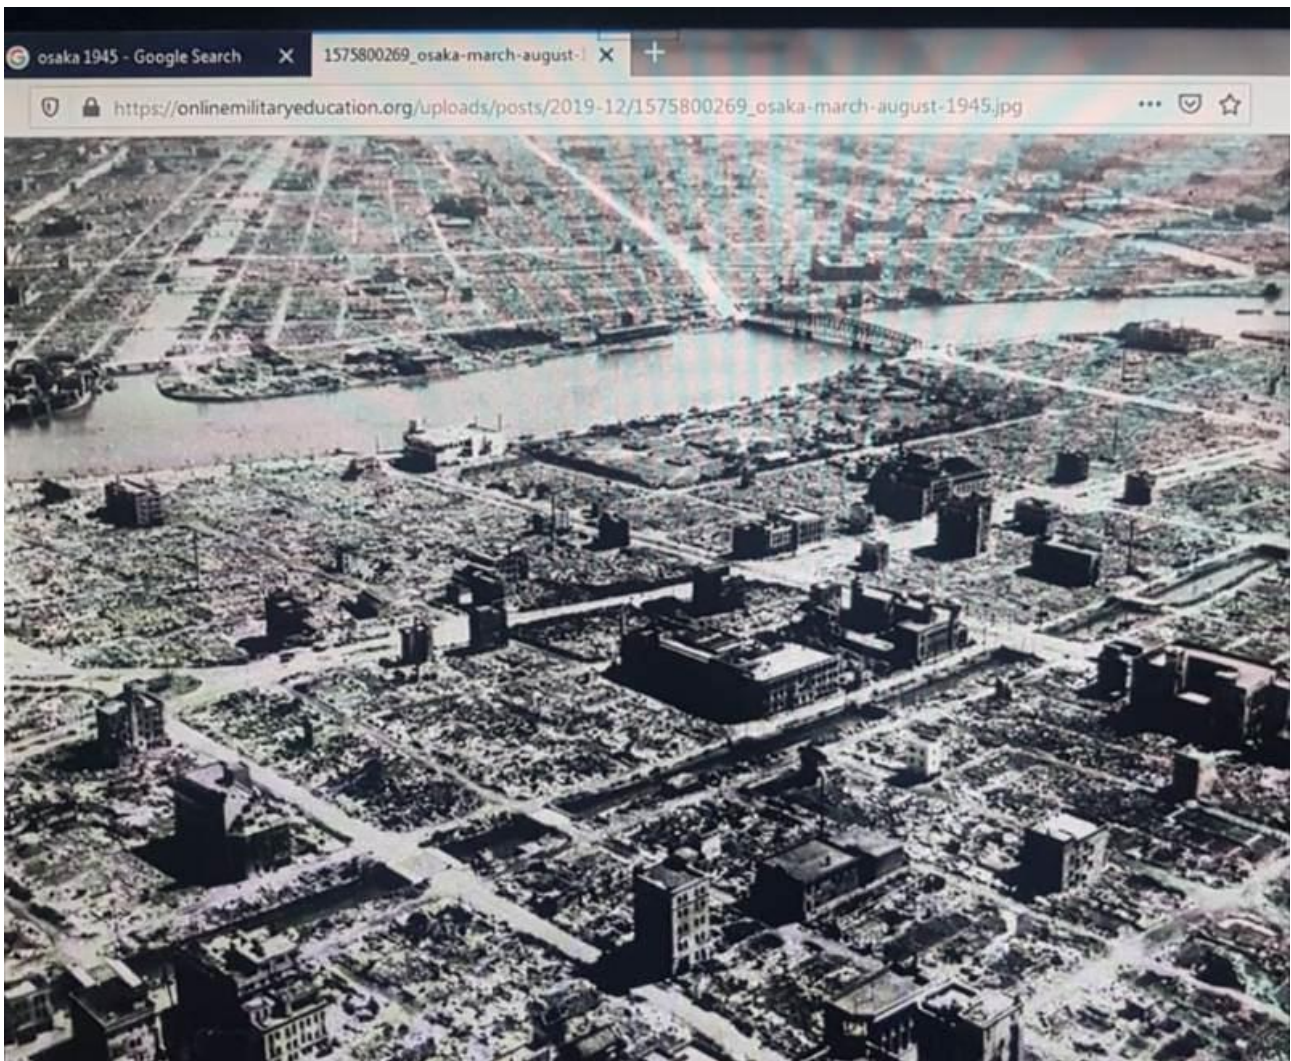 osaka 1945 - Google Search
1575800269_osaka-march-august-
https://onlinemilitaryeducation.org/uploads/posts/2019-12/1575800269_osaka-march-august-1945.jpg